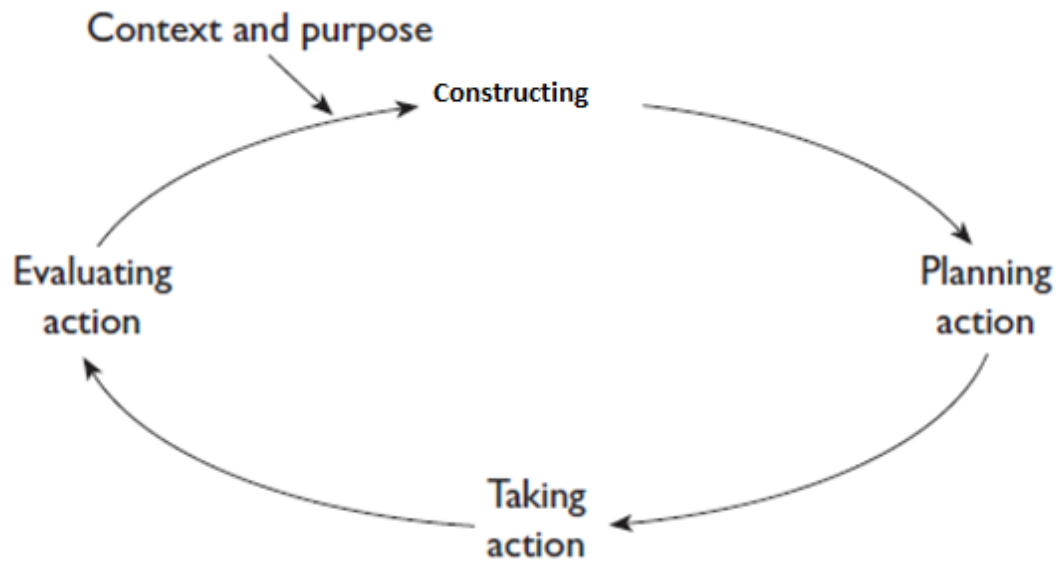 Context and purpose
Constructing
Evaluating
action
Planning
action
Taking
action